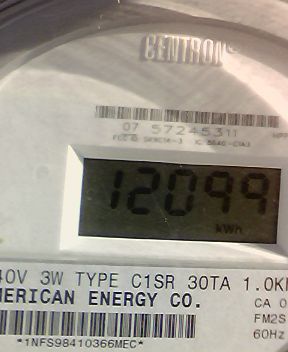 CENTRON®
07 57245311
12099
kWh
40V 3W TYPE C1SR 30TA 1.0K
MERICAN ENERGY CO.
CA 0
FM2S
60Hz
*1NFS98410366MEC*